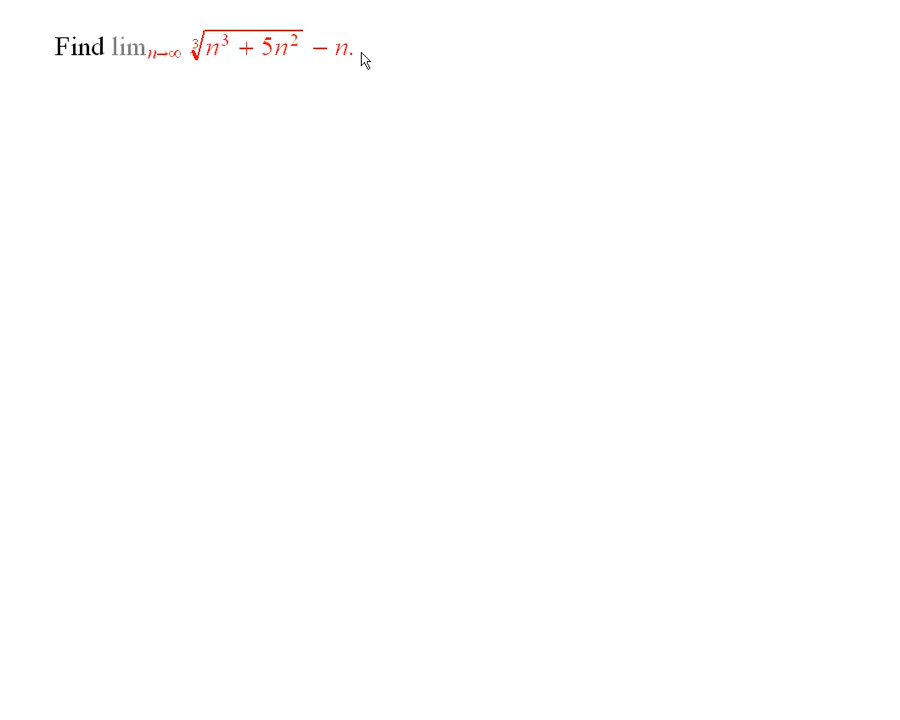 Find lim_{n→∞} ∛(n³ + 5n²) − n.